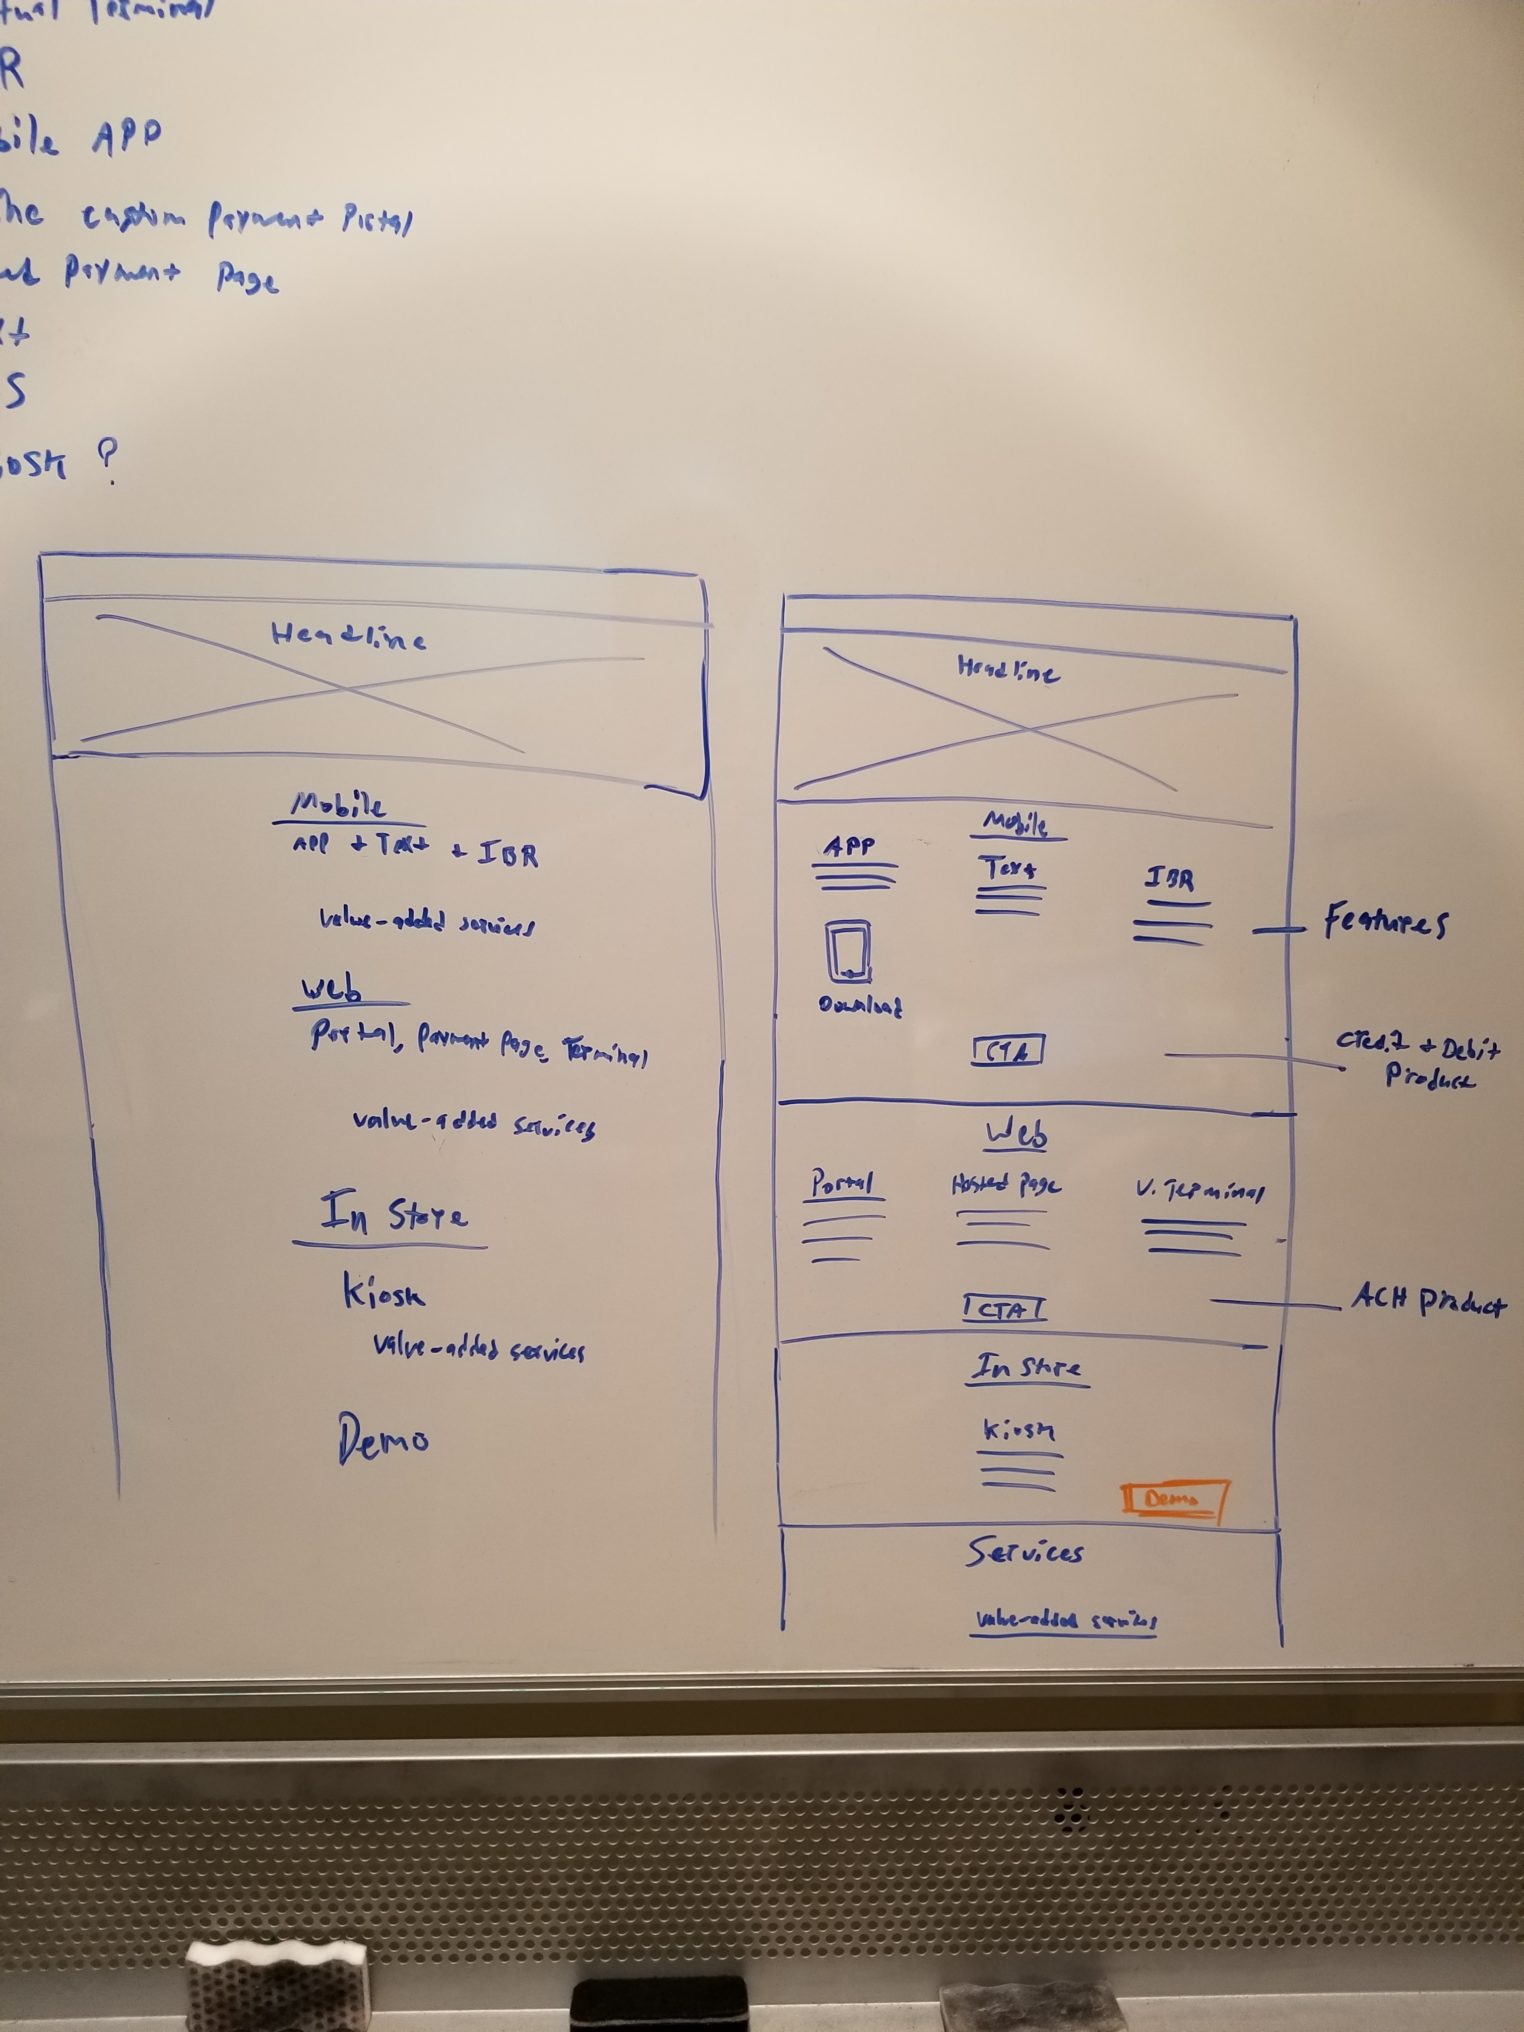 tual Terminal
R
bile APP
he custom payment Portal
Payment Page
t
S
osk ?
Headline
Mobile
APP + Text + IBR
value-added services
Web
Portal, payment page, Terminal
value-added services
In Store
Kiosk
value-added services
Demo
Headline
Mobile
APP Text IBR
Download
CTA
Features
Credit + Debit
Product
Web
Portal Hosted Page V. Terminal
CTA
ACH product
In Store
Kiosk
Demo
Services
value-added services